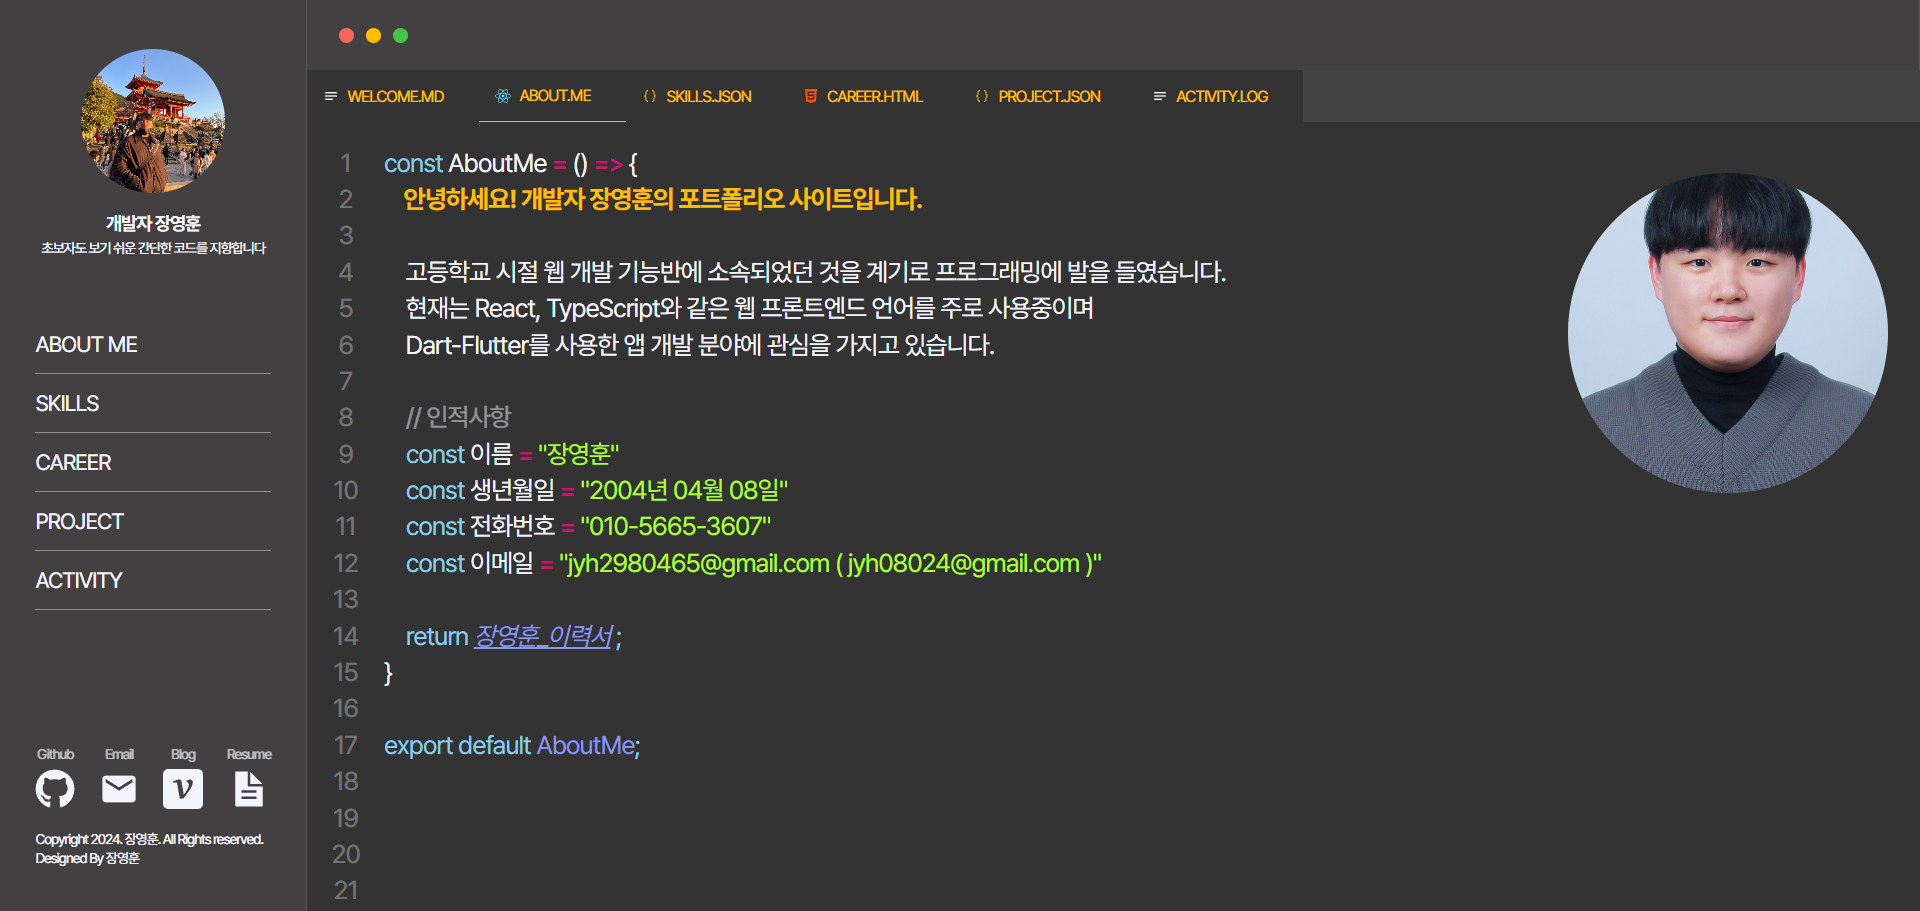 개발자 장영훈
초보자도 보기 쉬운 간단한 코드를 지향합니다
ABOUT ME
SKILLS
CAREER
PROJECT
ACTIVITY
Github Email Blog Resume
Copyright 2024. 장영훈. All Rights reserved.
Designed By 장영훈
WELCOME.MD ABOUT.ME {} SKILLS.JSON CAREER.HTML {} PROJECT.JSON ACTIVITY.LOG
1 const AboutMe = () => {
2 안녕하세요! 개발자 장영훈의 포트폴리오 사이트입니다.
3
4 고등학교 시절 웹 개발 기능반에 소속되었던 것을 계기로 프로그래밍에 발을 들였습니다.
5 현재는 React, TypeScript와 같은 웹 프론트엔드 언어를 주로 사용중이며
6 Dart-Flutter를 사용한 앱 개발 분야에 관심을 가지고 있습니다.
7
8 // 인적사항
9 const 이름 = "장영훈"
10 const 생년월일 = "2004년 04월 08일"
11 const 전화번호 = "010-5665-3607"
12 const 이메일 = "jyh2980465@gmail.com ( jyh08024@gmail.com )"
13
14 return 장영훈_이력서 ;
15 }
16
17 export default AboutMe;
18
19
20
21